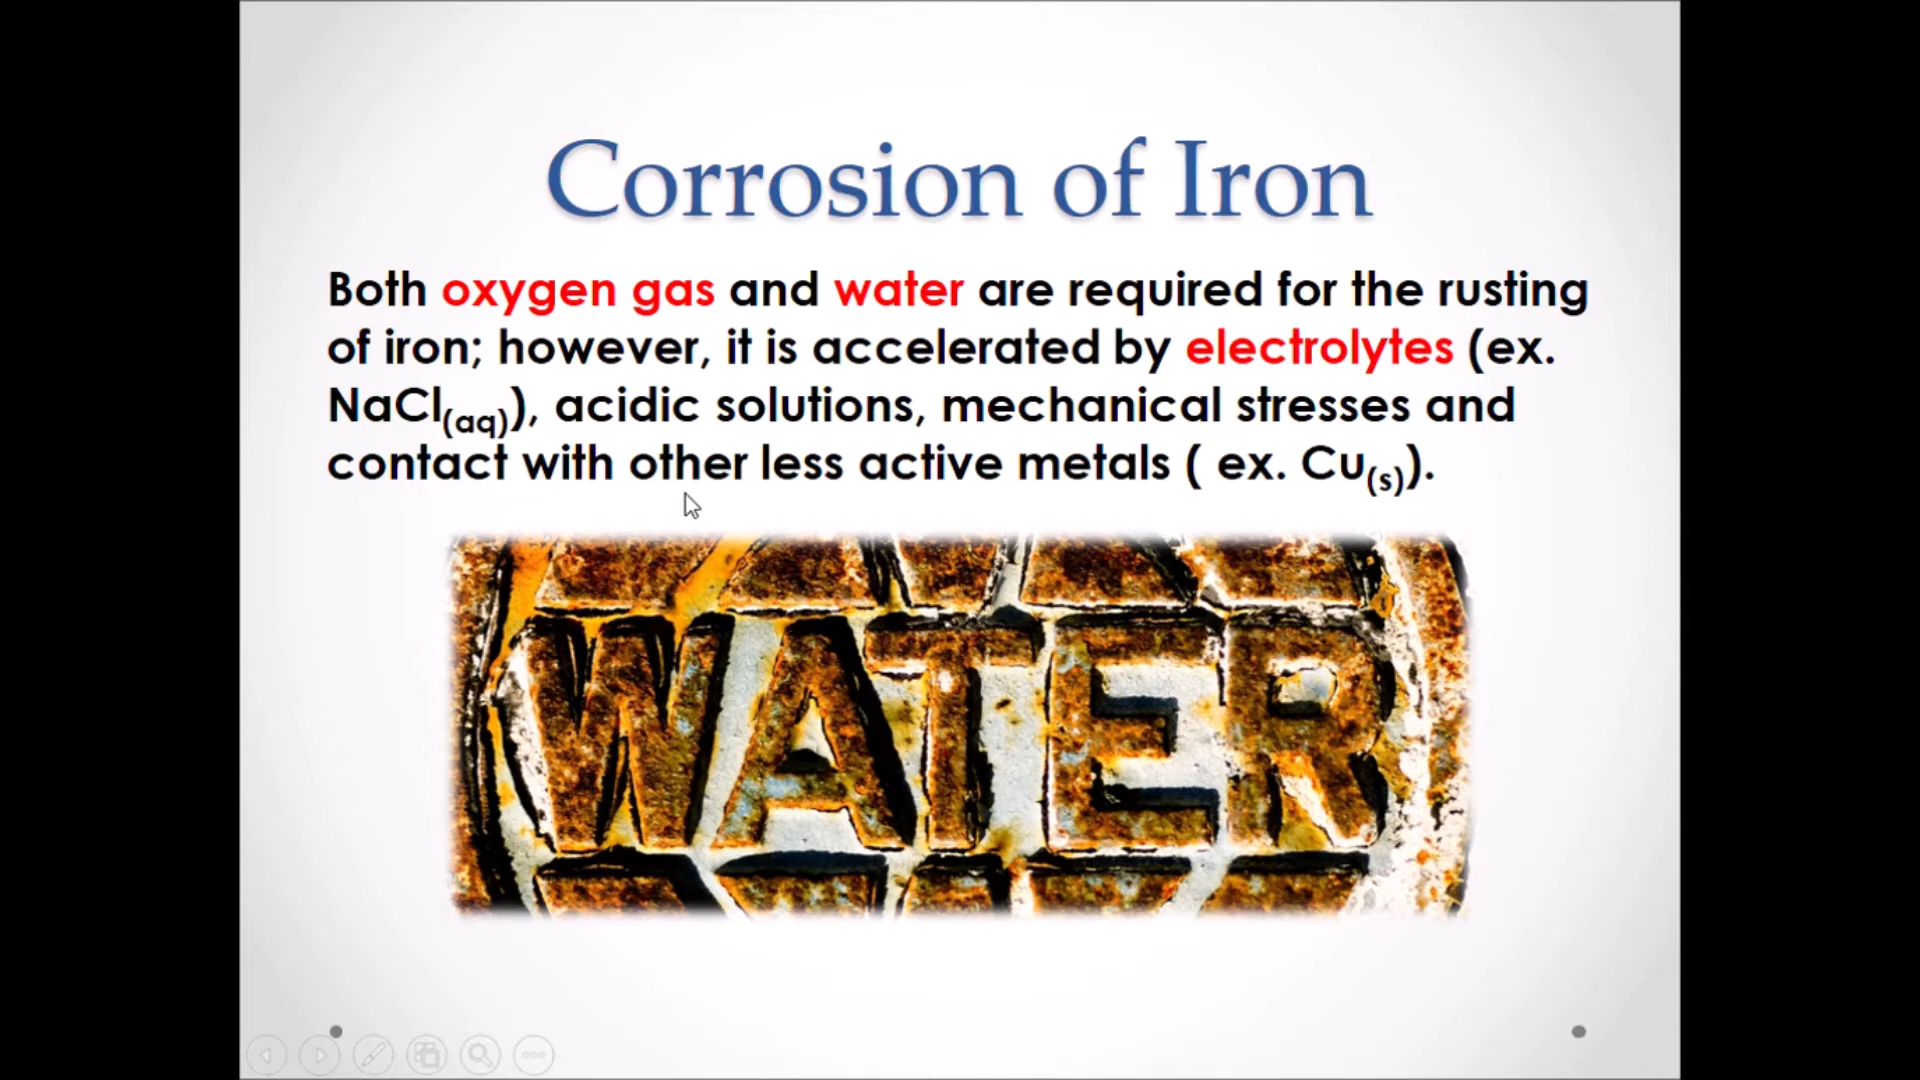 Corrosion of Iron
Both oxygen gas and water are required for the rusting
of iron; however, it is accelerated by electrolytes (ex.
NaCl(aq)), acidic solutions, mechanical stresses and
contact with other less active metals ( ex. Cu(s)).
WATER